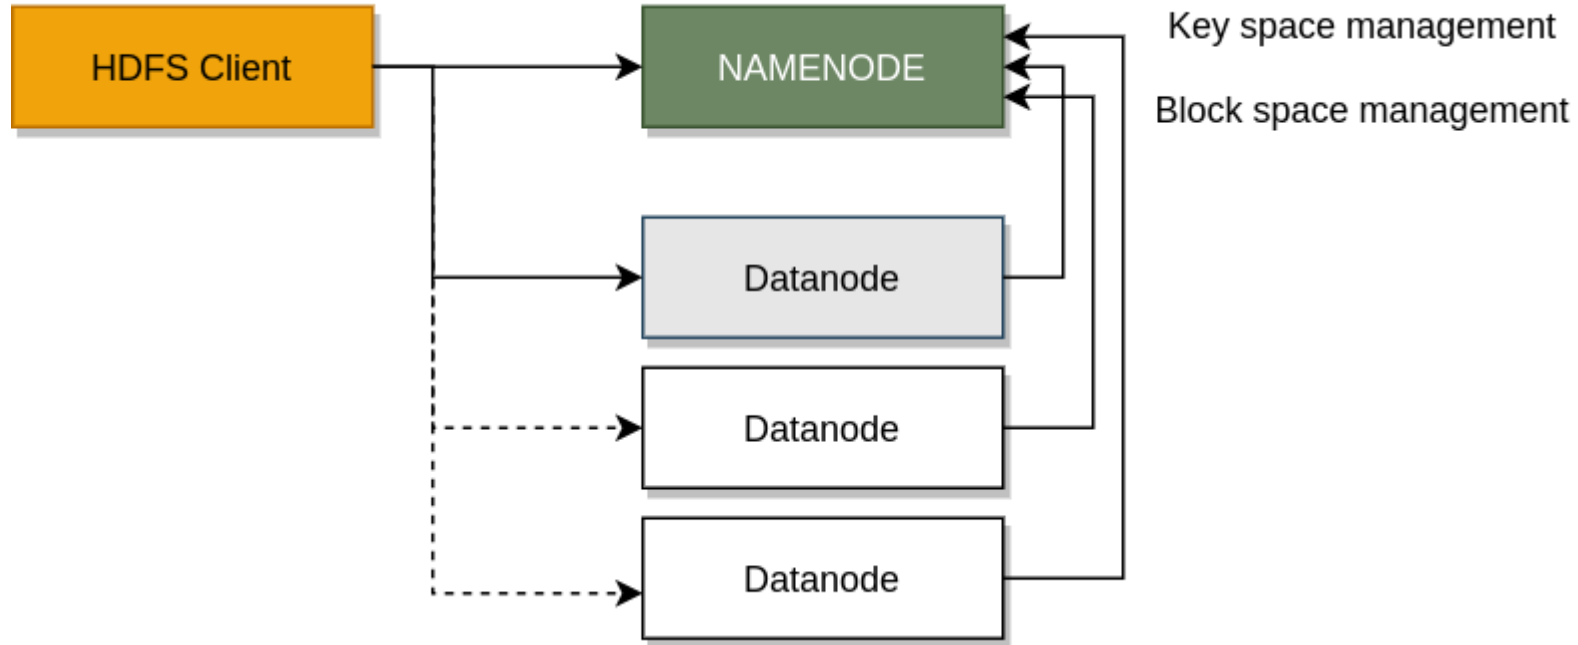 HDFS Client
NAMENODE
Key space management
Block space management
Datanode
Datanode
Datanode